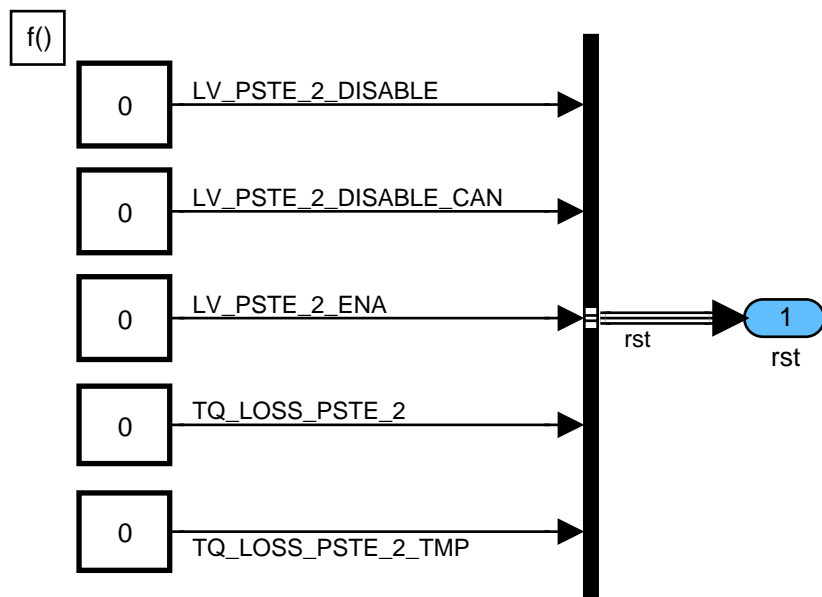 f()
0
LV_PSTE_2_DISABLE
0
LV_PSTE_2_DISABLE_CAN
0
LV_PSTE_2_ENA
rst
1
rst
0
TQ_LOSS_PSTE_2
0
TQ_LOSS_PSTE_2_TMP